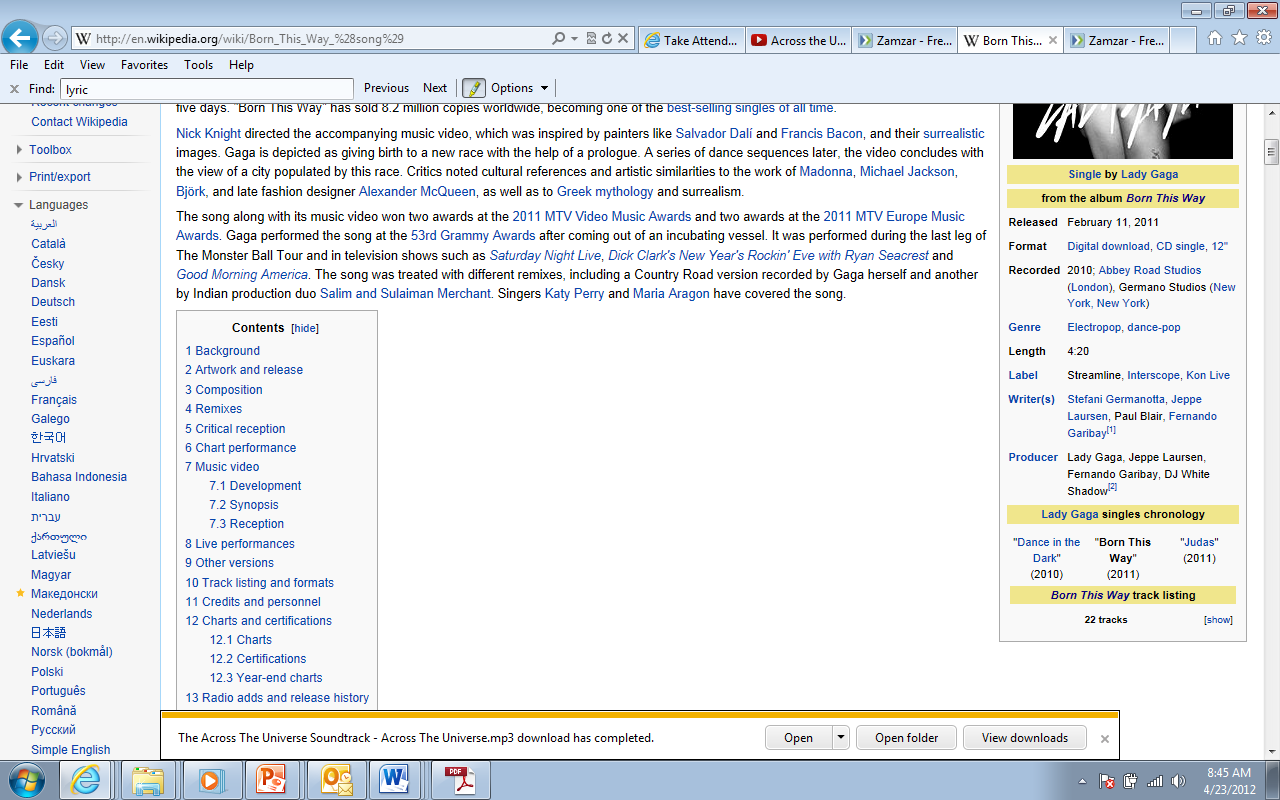 http://en.wikipedia.org/wiki/Born_This_Way_%28song%29
Take Attend...
Across the U...
Zamzar - Fre...
Born This...
Zamzar - Fre...
File Edit View Favorites Tools Help
Find: lyric Previous Next Options
Recent changes
Contact Wikipedia
Toolbox
Print/export
Languages
العربية
Català
Česky
Dansk
Deutsch
Eesti
Español
Euskara
فارسی
Français
Galego
한국어
Hrvatski
Bahasa Indonesia
Italiano
עברית
ქართული
Latviešu
Magyar
Македонски
Nederlands
日本語
Norsk (bokmål)
Polski
Português
Română
Русский
Simple English
five days. "Born This Way" has sold 8.2 million copies worldwide, becoming one of the best-selling singles of all time.
Nick Knight directed the accompanying music video, which was inspired by painters like Salvador Dalí and Francis Bacon, and their surrealistic
images. Gaga is depicted as giving birth to a new race with the help of a prologue. A series of dance sequences later, the video concludes with
the view of a city populated by this race. Critics noted cultural references and artistic similarities to the work of Madonna, Michael Jackson,
Björk, and late fashion designer Alexander McQueen, as well as to Greek mythology and surrealism.
The song along with its music video won two awards at the 2011 MTV Video Music Awards and two awards at the 2011 MTV Europe Music
Awards. Gaga performed the song at the 53rd Grammy Awards after coming out of an incubating vessel. It was performed during the last leg of
The Monster Ball Tour and in television shows such as Saturday Night Live, Dick Clark's New Year's Rockin' Eve with Ryan Seacrest and
Good Morning America. The song was treated with different remixes, including a Country Road version recorded by Gaga herself and another
by Indian production duo Salim and Sulaiman Merchant. Singers Katy Perry and Maria Aragon have covered the song.
Contents [hide]
1 Background
2 Artwork and release
3 Composition
4 Remixes
5 Critical reception
6 Chart performance
7 Music video
7.1 Development
7.2 Synopsis
7.3 Reception
8 Live performances
9 Other versions
10 Track listing and formats
11 Credits and personnel
12 Charts and certifications
12.1 Charts
12.2 Certifications
12.3 Year-end charts
13 Radio adds and release history
Single by Lady Gaga
from the album Born This Way
Released February 11, 2011
Format Digital download, CD single, 12"
Recorded 2010; Abbey Road Studios
(London), Germano Studios (New
York, New York)
Genre Electropop, dance-pop
Length 4:20
Label Streamline, Interscope, Kon Live
Writer(s) Stefani Germanotta, Jeppe
Laursen, Paul Blair, Fernando
Garibay[1]
Producer Lady Gaga, Jeppe Laursen,
Fernando Garibay, DJ White
Shadow[2]
Lady Gaga singles chronology
"Dance in the "Born This "Judas"
Dark" Way" (2011)
(2010) (2011)
Born This Way track listing
22 tracks [show]
The Across The Universe Soundtrack - Across The Universe.mp3 download has completed. Open Open folder View downloads
PDF
8:45 AM
4/23/2012